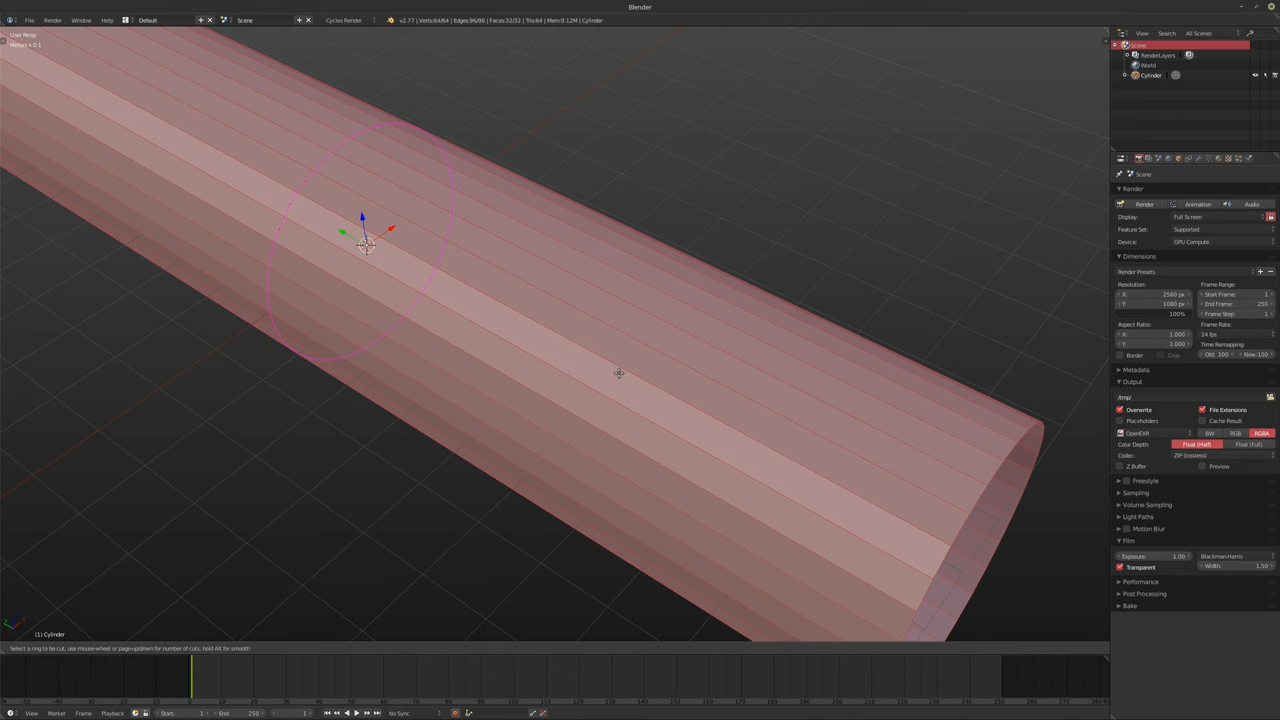 Blender
File Render Window Help Default Scene Cycles Render v2.77 | Verts:64/64 | Edges:96/96 | Faces:32/32 | Tris:64 | Mem:9.12M | Cylinder
User Persp
Meters x 0.1
(1) Cylinder
Select a ring to be cut, use mouse-wheel or page-up/down for number of cuts, hold Alt for smooth
View Marker Frame Playback Start: 1 End: 250 1 No Sync
View Search All Scenes
Scene
RenderLayers
World
Cylinder
Scene
Render
Render Animation Audio
Display: Full Screen
Feature Set: Supported
Device: GPU Compute
Dimensions
Render Presets
Resolution: Frame Range:
X: 2560 px Start Frame: 1
Y: 1080 px End Frame: 250
100% Frame Step: 1
Aspect Ratio: Frame Rate:
X: 1.000 24 fps
Y: 1.000 Time Remapping:
Border Crop Old: 100 New:100
Metadata
Output
/tmp/
Overwrite File Extensions
Placeholders Cache Result
OpenEXR BW RGB RGBA
Color Depth: Float (Half) Float (Full)
Codec: ZIP (lossless)
Z Buffer Preview
Freestyle
Sampling
Volume Sampling
Light Paths
Motion Blur
Film
Exposure: 1.00 Blackman-Harris
Transparent Width: 1.50
Performance
Post Processing
Bake